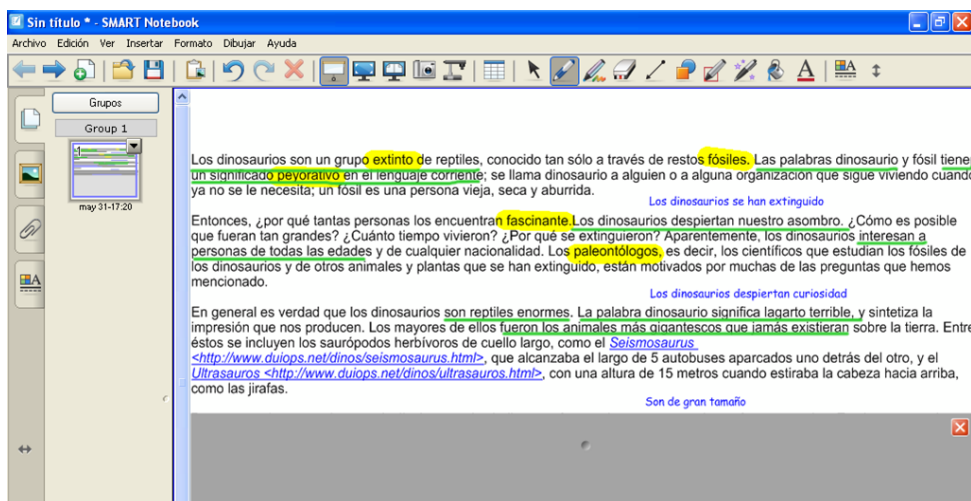 Sin título * - SMART Notebook
Archivo Edición Ver Insertar Formato Dibujar Ayuda
Grupos
Group 1
1
may 31-17:20
Los dinosaurios son un grupo extinto de reptiles, conocido tan sólo a través de restos fósiles. Las palabras dinosaurio y fósil tienen
un significado peyorativo en el lenguaje corriente; se llama dinosaurio a alguien o a alguna organización que sigue viviendo cuando
ya no se le necesita; un fósil es una persona vieja, seca y aburrida.
Los dinosaurios se han extinguido
Entonces, ¿por qué tantas personas los encuentran fascinante.Los dinosaurios despiertan nuestro asombro. ¿Cómo es posible
que fueran tan grandes? ¿Cuánto tiempo vivieron? ¿Por qué se extinguieron? Aparentemente, los dinosaurios interesan a
personas de todas las edades y de cualquier nacionalidad. Los paleontólogos, es decir, los científicos que estudian los fósiles de
los dinosaurios y de otros animales y plantas que se han extinguido, están motivados por muchas de las preguntas que hemos
mencionado.
Los dinosaurios despiertan curiosidad
En general es verdad que los dinosaurios son reptiles enormes. La palabra dinosaurio significa lagarto terrible, y sintetiza la
impresión que nos producen. Los mayores de ellos fueron los animales más gigantescos que jamás existieran sobre la tierra. Entre
éstos se incluyen los saurópodos herbívoros de cuello largo, como el Seismosaurus
<http://www.duiops.net/dinos/seismosaurus.html>, que alcanzaba el largo de 5 autobuses aparcados uno detrás del otro, y el
Ultrasauros <http://www.duiops.net/dinos/ultrasauros.html>, con una altura de 15 metros cuando estiraba la cabeza hacia arriba,
como las jirafas.
Son de gran tamaño